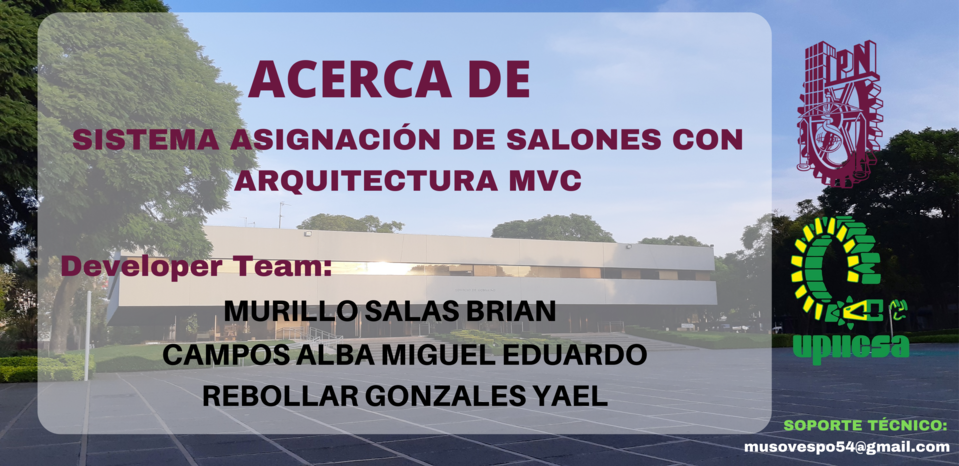 ACERCA DE
SISTEMA ASIGNACIÓN DE SALONES CON
ARQUITECTURA MVC
Developer Team:
MURILLO SALAS BRIAN
CAMPOS ALBA MIGUEL EDUARDO
REBOLLAR GONZALES YAEL
IPN
upiicsa
SOPORTE TÉCNICO:
musovespo54@gmail.com